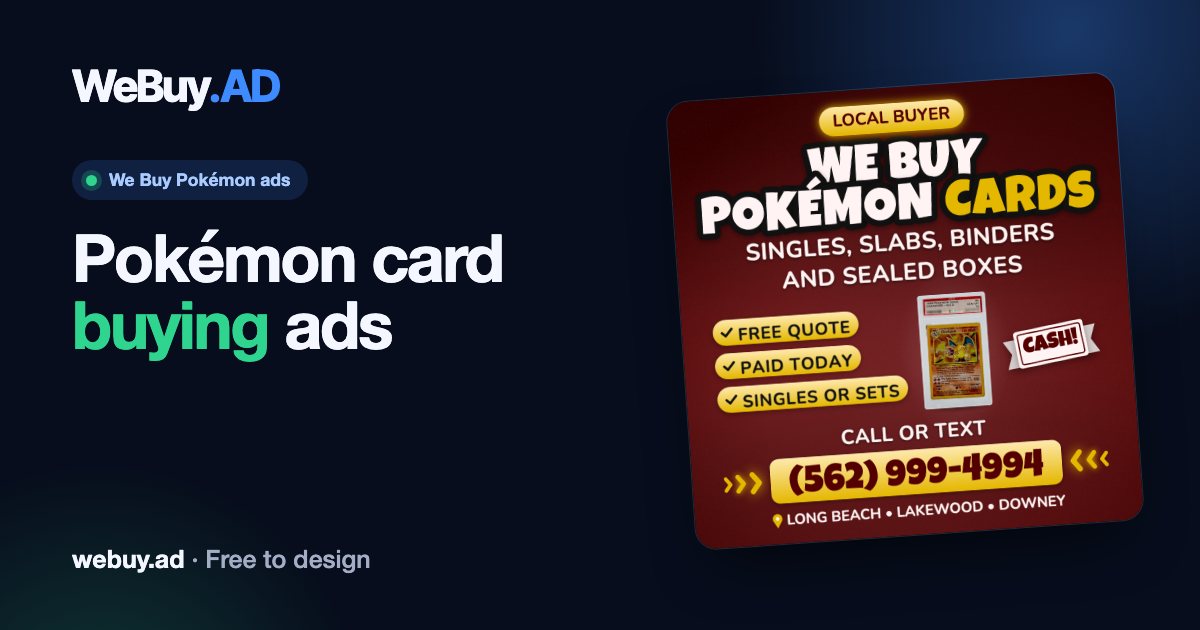 WeBuy.AD
We Buy Pokémon ads
Pokémon card
buying ads
webuy.ad · Free to design
LOCAL BUYER
WE BUY
POKÉMON CARDS
SINGLES, SLABS, BINDERS
AND SEALED BOXES
✓ FREE QUOTE
✓ PAID TODAY
✓ SINGLES OR SETS
CASH!
CALL OR TEXT
(562) 999-4994
LONG BEACH • LAKEWOOD • DOWNEY